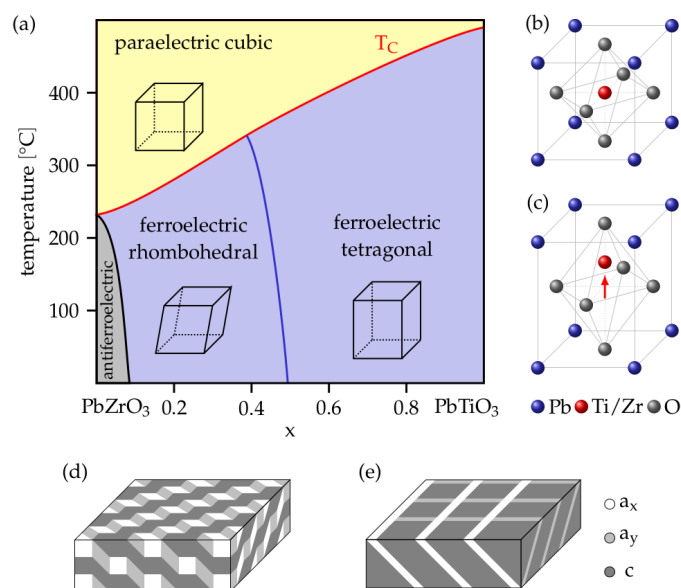 (a)
paraelectric cubic
T_C
temperature [°C]
400
300
200
100
ferroelectric
rhombohedral
ferroelectric
tetragonal
antiferroelectric
PbZrO₃ 0.2 0.4 0.6 0.8 PbTiO₃
x
(b)
(c)
Pb Ti/Zr O
(d)
(e)
a_x
a_y
c